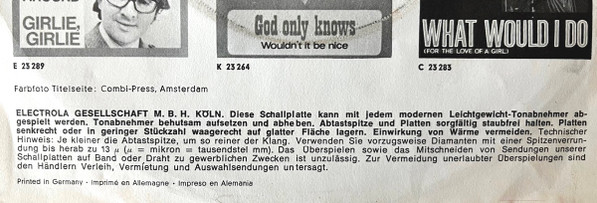 AROUND
GIRLIE,
GIRLIE
God only knows
Wouldn't it be nice
WHAT WOULD I DO
(FOR THE LOVE OF A GIRL)
E 23 289
K 23 264
C 23 283
Farbfoto Titelseite: Combi-Press, Amsterdam
ELECTROLA GESELLSCHAFT M. B. H. KÖLN. Diese Schallplatte kann mit jedem modernen Leichtgewicht-Tonabnehmer ab-
gespielt werden. Tonabnehmer behutsam aufsetzen und abheben. Abtastspitze und Platten sorgfältig staubfrei halten. Platten
senkrecht oder in geringer Stückzahl waagerecht auf glatter Fläche lagern. Einwirkung von Wärme vermeiden. Technischer
Hinweis: Je kleiner die Abtastspitze, um so reiner der Klang. Verwenden Sie vorzugsweise Diamanten mit einer Spitzenverrun-
dung bis herab zu 13 µ (µ = mikron = tausendstel mm). Das Überspielen sowie das Mitschneiden von Sendungen unserer
Schallplatten auf Band oder Draht zu gewerblichen Zwecken ist unzulässig. Zur Vermeidung unerlaubter Überspielungen sind
den Händlern Verleih, Vermietung und Auswahlsendungen untersagt.
Printed in Germany - Imprimé en Allemagne - Impreso en Alemania